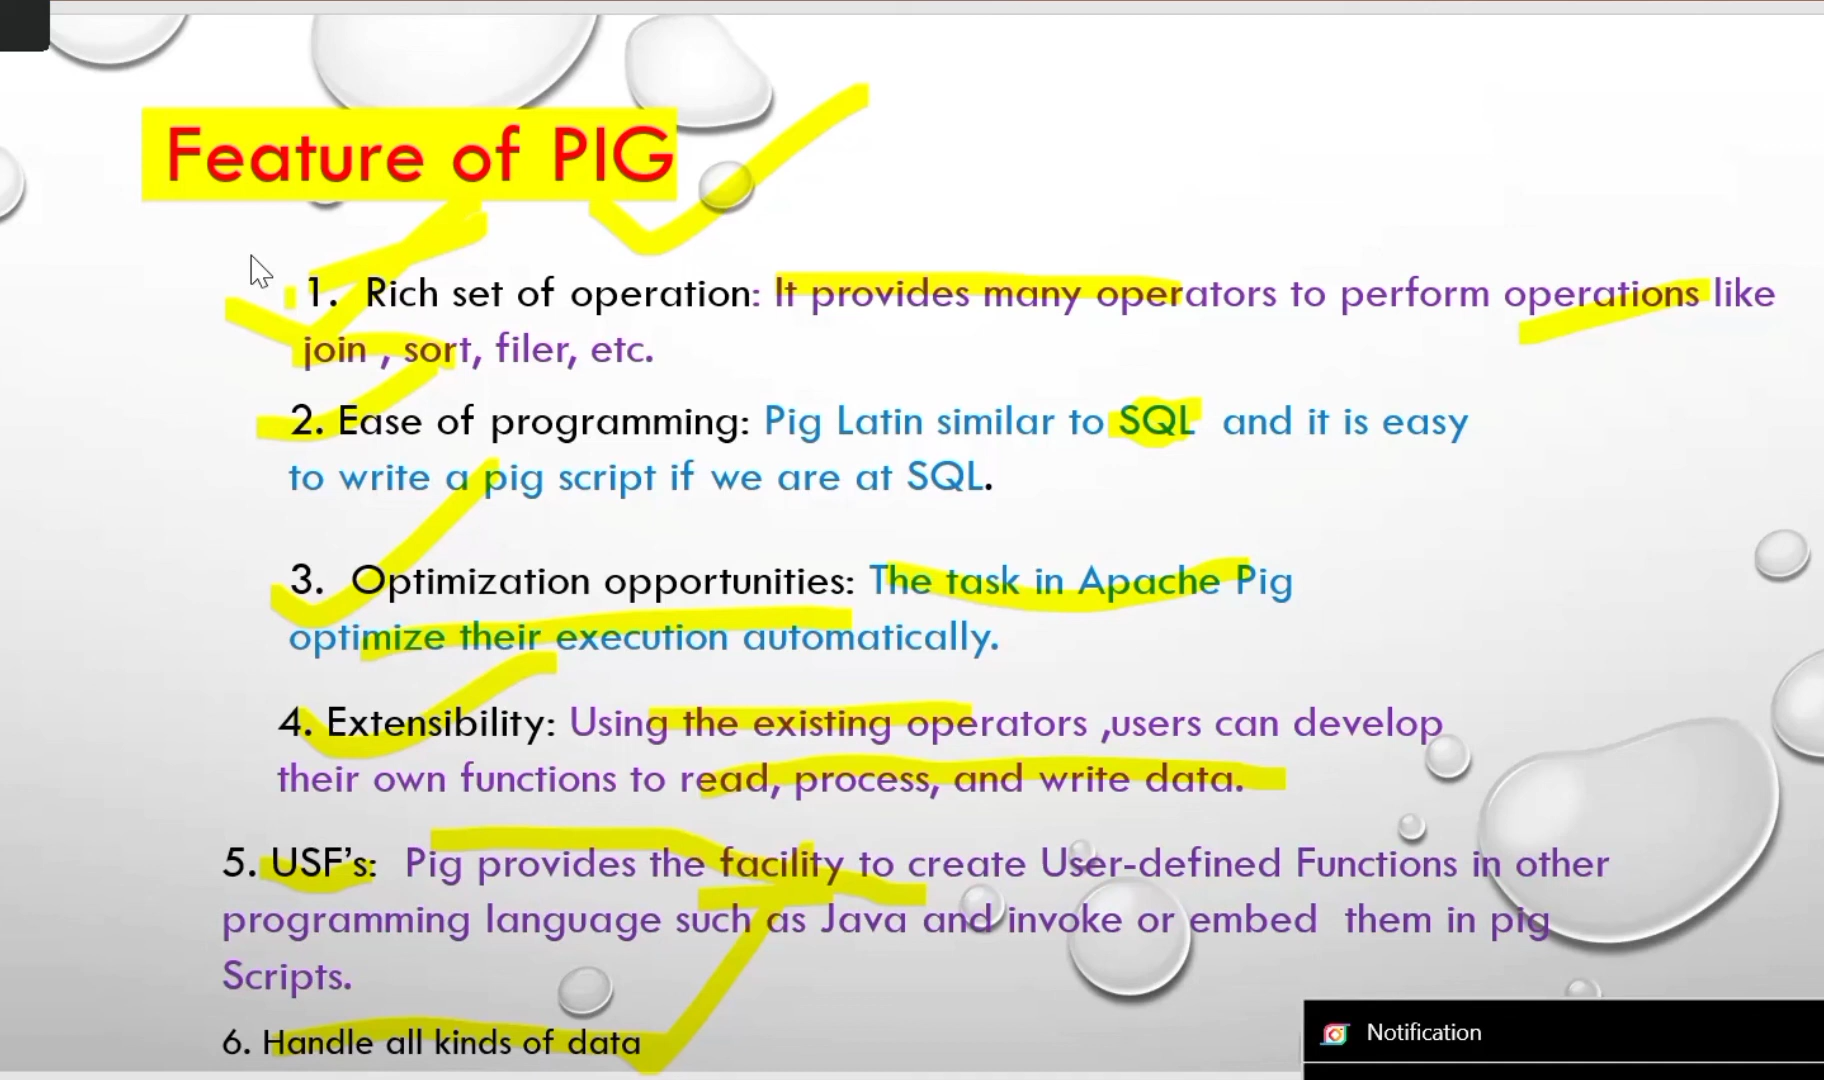 Feature of PIG
1. Rich set of operation: It provides many operators to perform operations like
join , sort, filer, etc.
2. Ease of programming: Pig Latin similar to SQL and it is easy
to write a pig script if we are at SQL.
3. Optimization opportunities: The task in Apache Pig
optimize their execution automatically.
4. Extensibility: Using the existing operators ,users can develop
their own functions to read, process, and write data.
5. USF's: Pig provides the facility to create User-defined Functions in other
programming language such as Java and invoke or embed them in pig
Scripts.
6. Handle all kinds of data
Notification